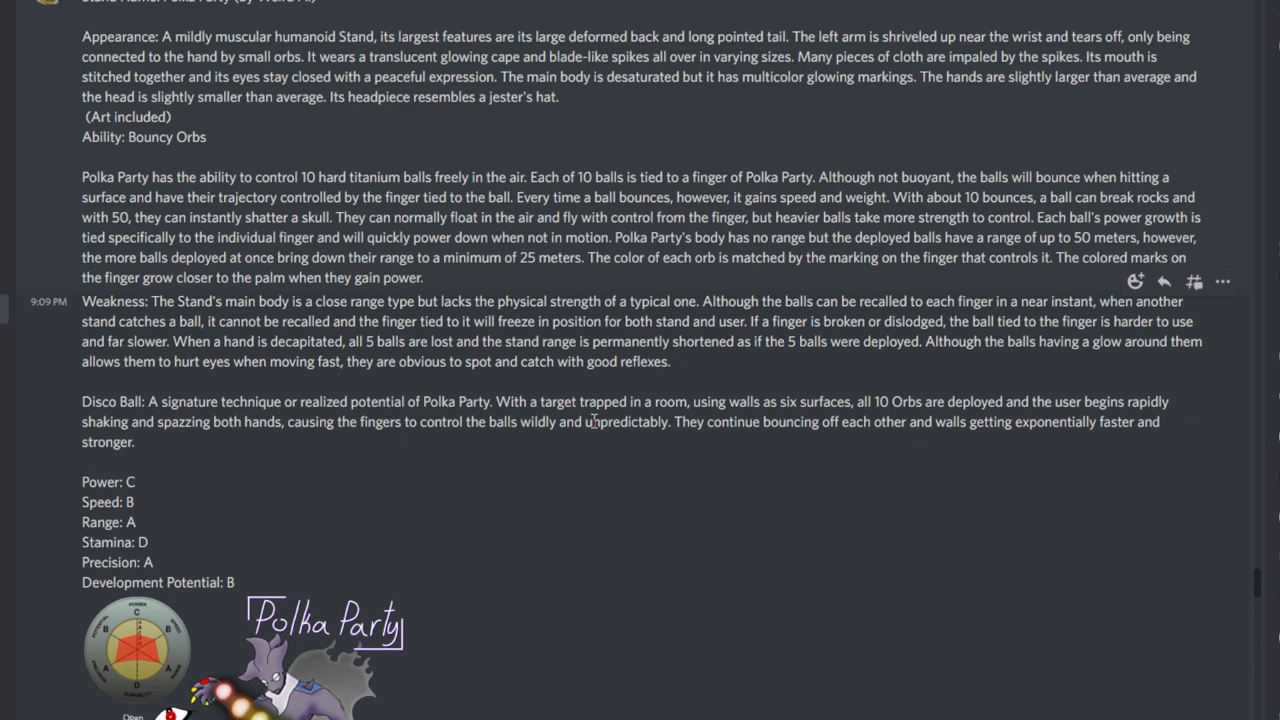 Stand Name: Polka Party (by Weird Al)
Appearance: A mildly muscular humanoid Stand, its largest features are its large deformed back and long pointed tail. The left arm is shriveled up near the wrist and tears off, only being
connected to the hand by small orbs. It wears a translucent glowing cape and blade-like spikes all over in varying sizes. Many pieces of cloth are impaled by the spikes. Its mouth is
stitched together and its eyes stay closed with a peaceful expression. The main body is desaturated but it has multicolor glowing markings. The hands are slightly larger than average and
the head is slightly smaller than average. Its headpiece resembles a jester's hat.
(Art included)
Ability: Bouncy Orbs
Polka Party has the ability to control 10 hard titanium balls freely in the air. Each of 10 balls is tied to a finger of Polka Party. Although not buoyant, the balls will bounce when hitting a
surface and have their trajectory controlled by the finger tied to the ball. Every time a ball bounces, however, it gains speed and weight. With about 10 bounces, a ball can break rocks and
with 50, they can instantly shatter a skull. They can normally float in the air and fly with control from the finger, but heavier balls take more strength to control. Each ball's power growth is
tied specifically to the individual finger and will quickly power down when not in motion. Polka Party's body has no range but the deployed balls have a range of up to 50 meters, however,
the more balls deployed at once bring down their range to a minimum of 25 meters. The color of each orb is matched by the marking on the finger that controls it. The colored marks on
the finger grow closer to the palm when they gain power.
9:09 PM Weakness: The Stand's main body is a close range type but lacks the physical strength of a typical one. Although the balls can be recalled to each finger in a near instant, when another
stand catches a ball, it cannot be recalled and the finger tied to it will freeze in position for both stand and user. If a finger is broken or dislodged, the ball tied to the finger is harder to use
and far slower. When a hand is decapitated, all 5 balls are lost and the stand range is permanently shortened as if the 5 balls were deployed. Although the balls having a glow around them
allows them to hurt eyes when moving fast, they are obvious to spot and catch with good reflexes.
Disco Ball: A signature technique or realized potential of Polka Party. With a target trapped in a room, using walls as six surfaces, all 10 Orbs are deployed and the user begins rapidly
shaking and spazzing both hands, causing the fingers to control the balls wildly and unpredictably. They continue bouncing off each other and walls getting exponentially faster and
stronger.
Power: C
Speed: B
Range: A
Stamina: D
Precision: A
Development Potential: B
POWER
C
B
B
A
A
D
DURABILITY
Polka Party
Open